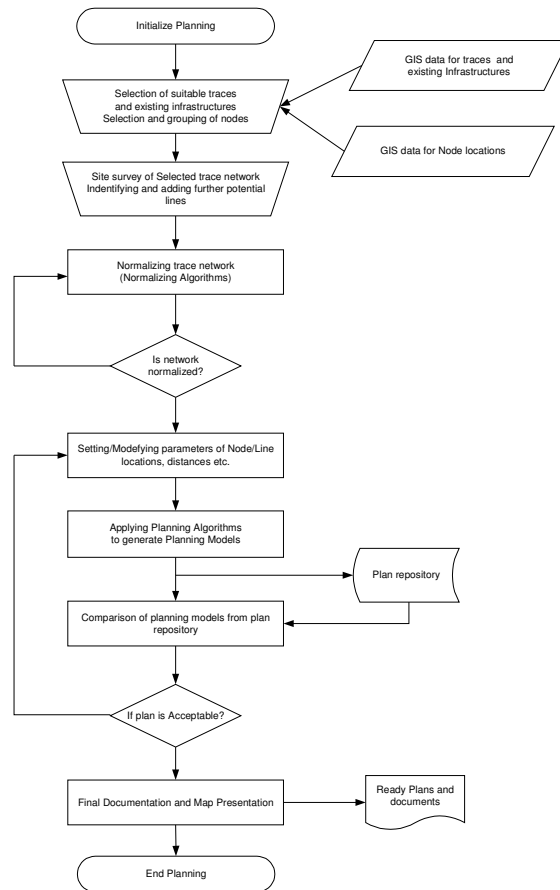 Initialize Planning
GIS data for traces and
existing Infrastructures
Selection of suitable traces
and existing infrastructures
Selection and grouping of nodes
GIS data for Node locations
Site survey of Selected trace network
Indentifying and adding further potential
lines
Normalizing trace network
(Normalizing Algorithms)
Is network
normalized?
Setting/Modefying parameters of Node/Line
locations, distances etc.
Applying Planning Algorithms
to generate Planning Models
Plan repository
Comparison of planning models from plan
repository
If plan is Acceptable?
Final Documentation and Map Presentation
Ready Plans and
documents
End Planning